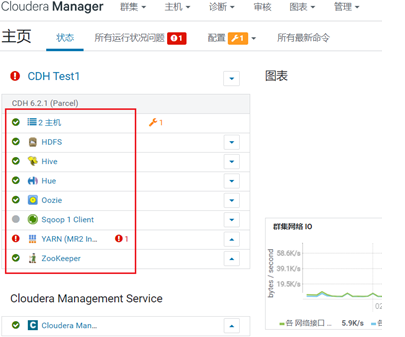 Cloudera Manager 群集 主机 诊断 审核 图表 管理
主页 状态 所有运行状况问题 1 配置 1 所有最新命令
CDH Test1
图表
CDH 6.2.1 (Parcel)
2 主机 1
HDFS
Hive
Hue
Oozie
Sqoop 1 Client
YARN (MR2 In... 1
ZooKeeper
群集网络 IO
bytes / second
58.6K/s
39.1K/s
19.5K/s
02
各 网络接口 ... 5.9K/s 各
Cloudera Management Service
Cloudera Man...